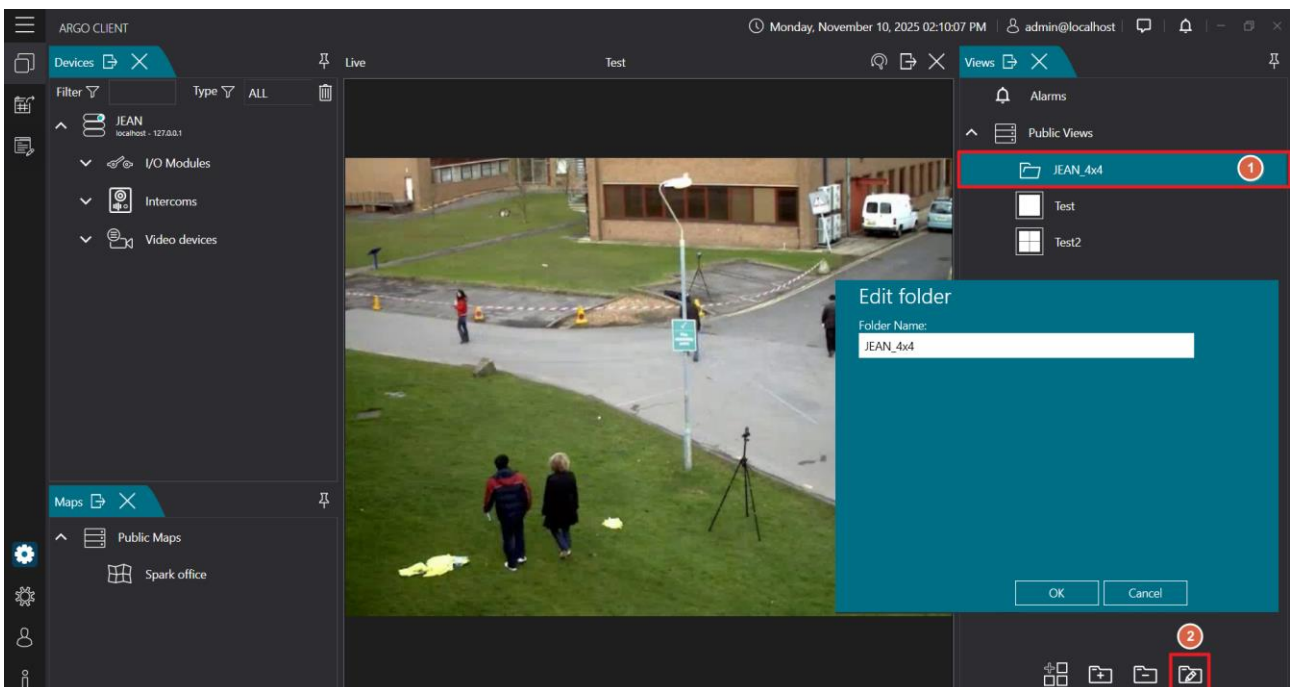 ARGO CLIENT
Monday, November 10, 2025 02:10:07 PM
admin@localhost
Devices
Filter
Type
ALL
JEAN
localhost - 127.0.0.1
I/O Modules
Intercoms
Video devices
Maps
Public Maps
Spark office
Live
Test
Views
Alarms
Public Views
JEAN_4x4
1
Test
Test2
Edit folder
Folder Name:
JEAN_4x4
OK
Cancel
2